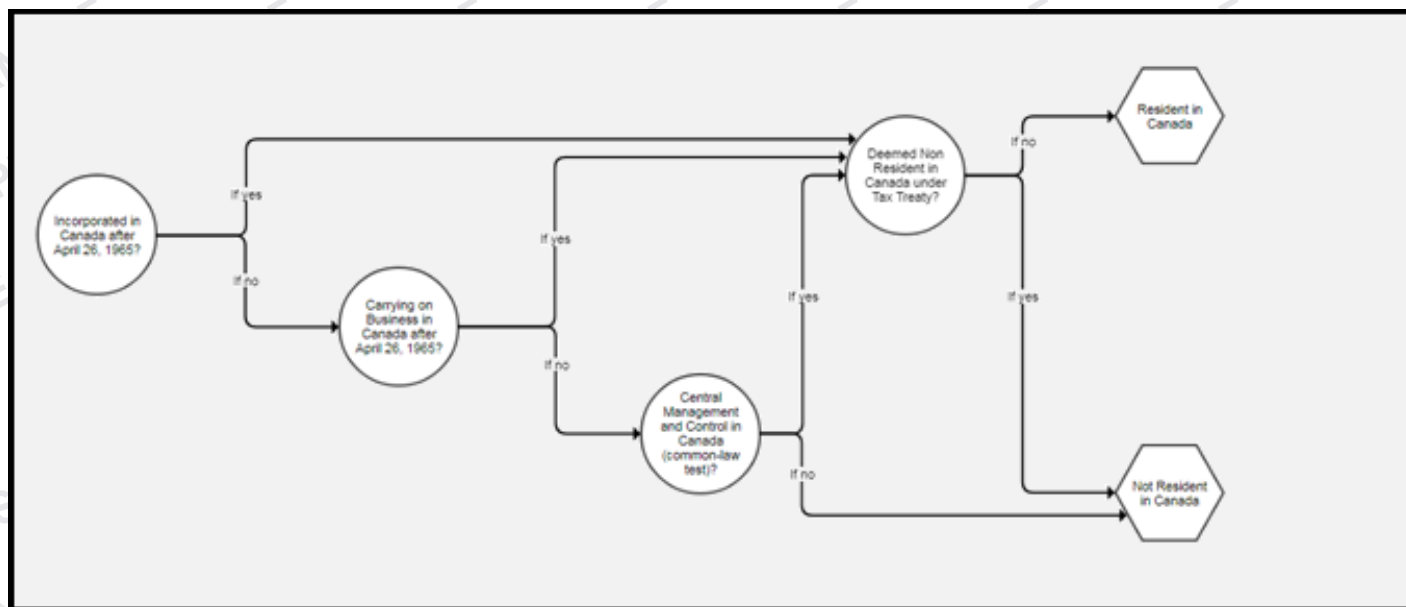 Incorporated in
Canada after
April 26, 1965?
If yes
If no
Carrying on
Business in
Canada after
April 26, 1965?
If yes
If no
Central
Management
and Control in
Canada
(common-law
test)?
If yes
If no
Deemed Non
Resident in
Canada under
Tax Treaty?
If no
If yes
Resident in
Canada
Not Resident
in Canada